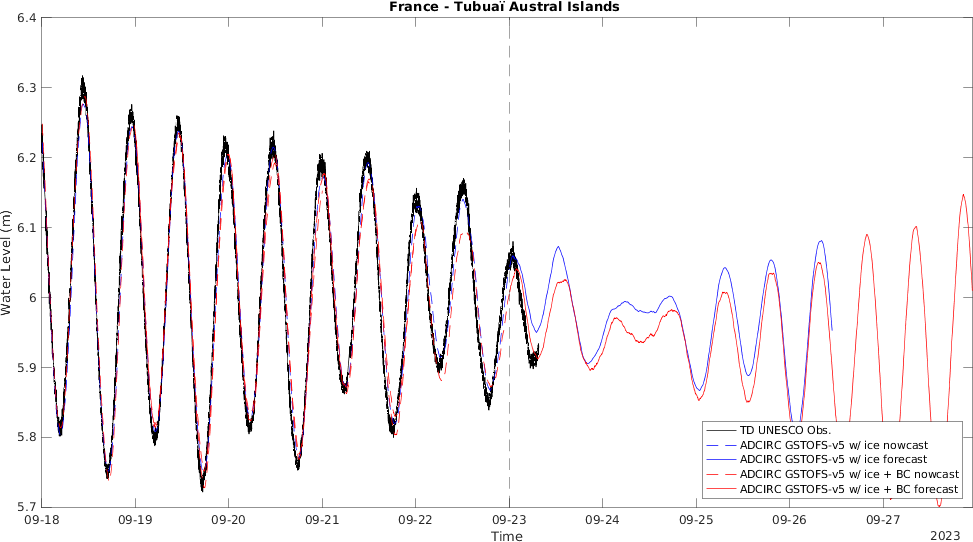 France - Tubuaï Austral Islands
Water Level (m)
6.4
6.3
6.2
6.1
6
5.9
5.8
5.7
TD UNESCO Obs.
ADCIRC GSTOFS-v5 w/ ice nowcast
ADCIRC GSTOFS-v5 w/ ice forecast
ADCIRC GSTOFS-v5 w/ ice + BC nowcast
ADCIRC GSTOFS-v5 w/ ice + BC forecast
09-18 09-19 09-20 09-21 09-22 09-23 09-24 09-25 09-26 09-27
Time
2023